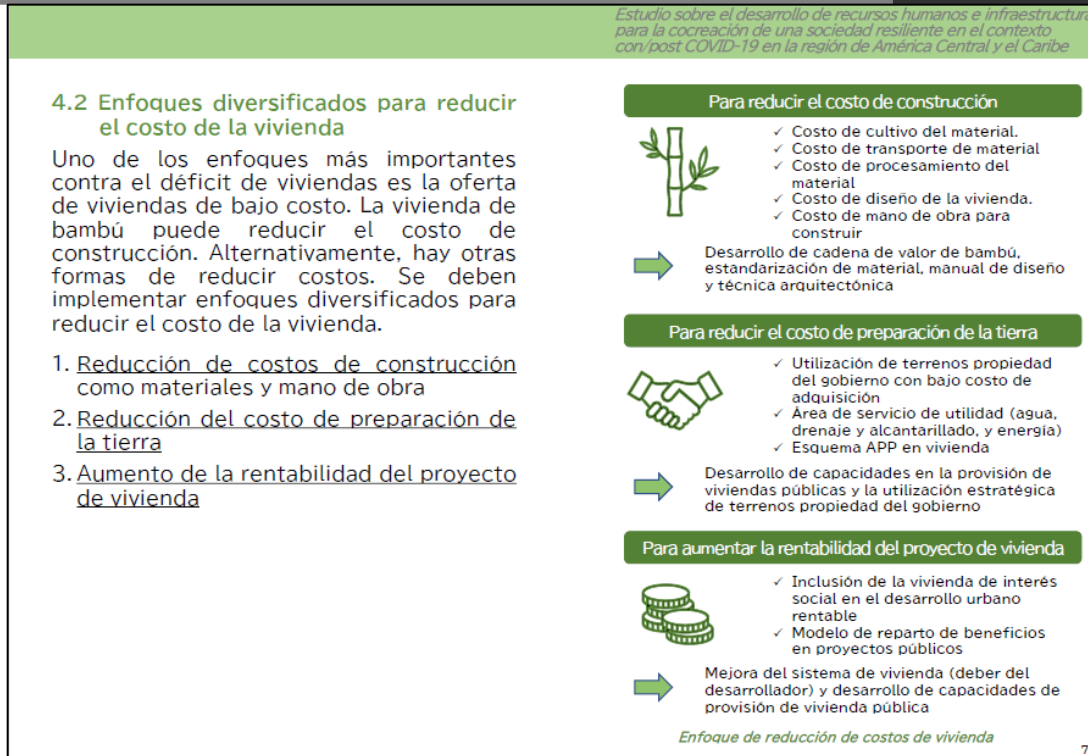 Estudio sobre el desarrollo de recursos humanos e infraestructura
para la cocreación de una sociedad resiliente en el contexto
con/post COVID-19 en la región de América Central y el Caribe
4.2 Enfoques diversificados para reducir
el costo de la vivienda
Uno de los enfoques más importantes
contra el déficit de viviendas es la oferta
de viviendas de bajo costo. La vivienda de
bambú puede reducir el costo de
construcción. Alternativamente, hay otras
formas de reducir costos. Se deben
implementar enfoques diversificados para
reducir el costo de la vivienda.
1. Reducción de costos de construcción
como materiales y mano de obra
2. Reducción del costo de preparación de
la tierra
3. Aumento de la rentabilidad del proyecto
de vivienda
Para reducir el costo de construcción
✓ Costo de cultivo del material.
✓ Costo de transporte de material
✓ Costo de procesamiento del
material
✓ Costo de diseño de la vivienda.
✓ Costo de mano de obra para
construir
Desarrollo de cadena de valor de bambú,
estandarización de material, manual de diseño
y técnica arquitectónica
Para reducir el costo de preparación de la tierra
✓ Utilización de terrenos propiedad
del gobierno con bajo costo de
adquisición
✓ Área de servicio de utilidad (agua,
drenaje y alcantarillado, y energía)
✓ Esquema APP en vivienda
Desarrollo de capacidades en la provisión de
viviendas públicas y la utilización estratégica
de terrenos propiedad del gobierno
Para aumentar la rentabilidad del proyecto de vivienda
✓ Inclusión de la vivienda de interés
social en el desarrollo urbano
rentable
✓ Modelo de reparto de beneficios
en proyectos públicos
Mejora del sistema de vivienda (deber del
desarrollador) y desarrollo de capacidades de
provisión de vivienda pública
Enfoque de reducción de costos de vivienda
7